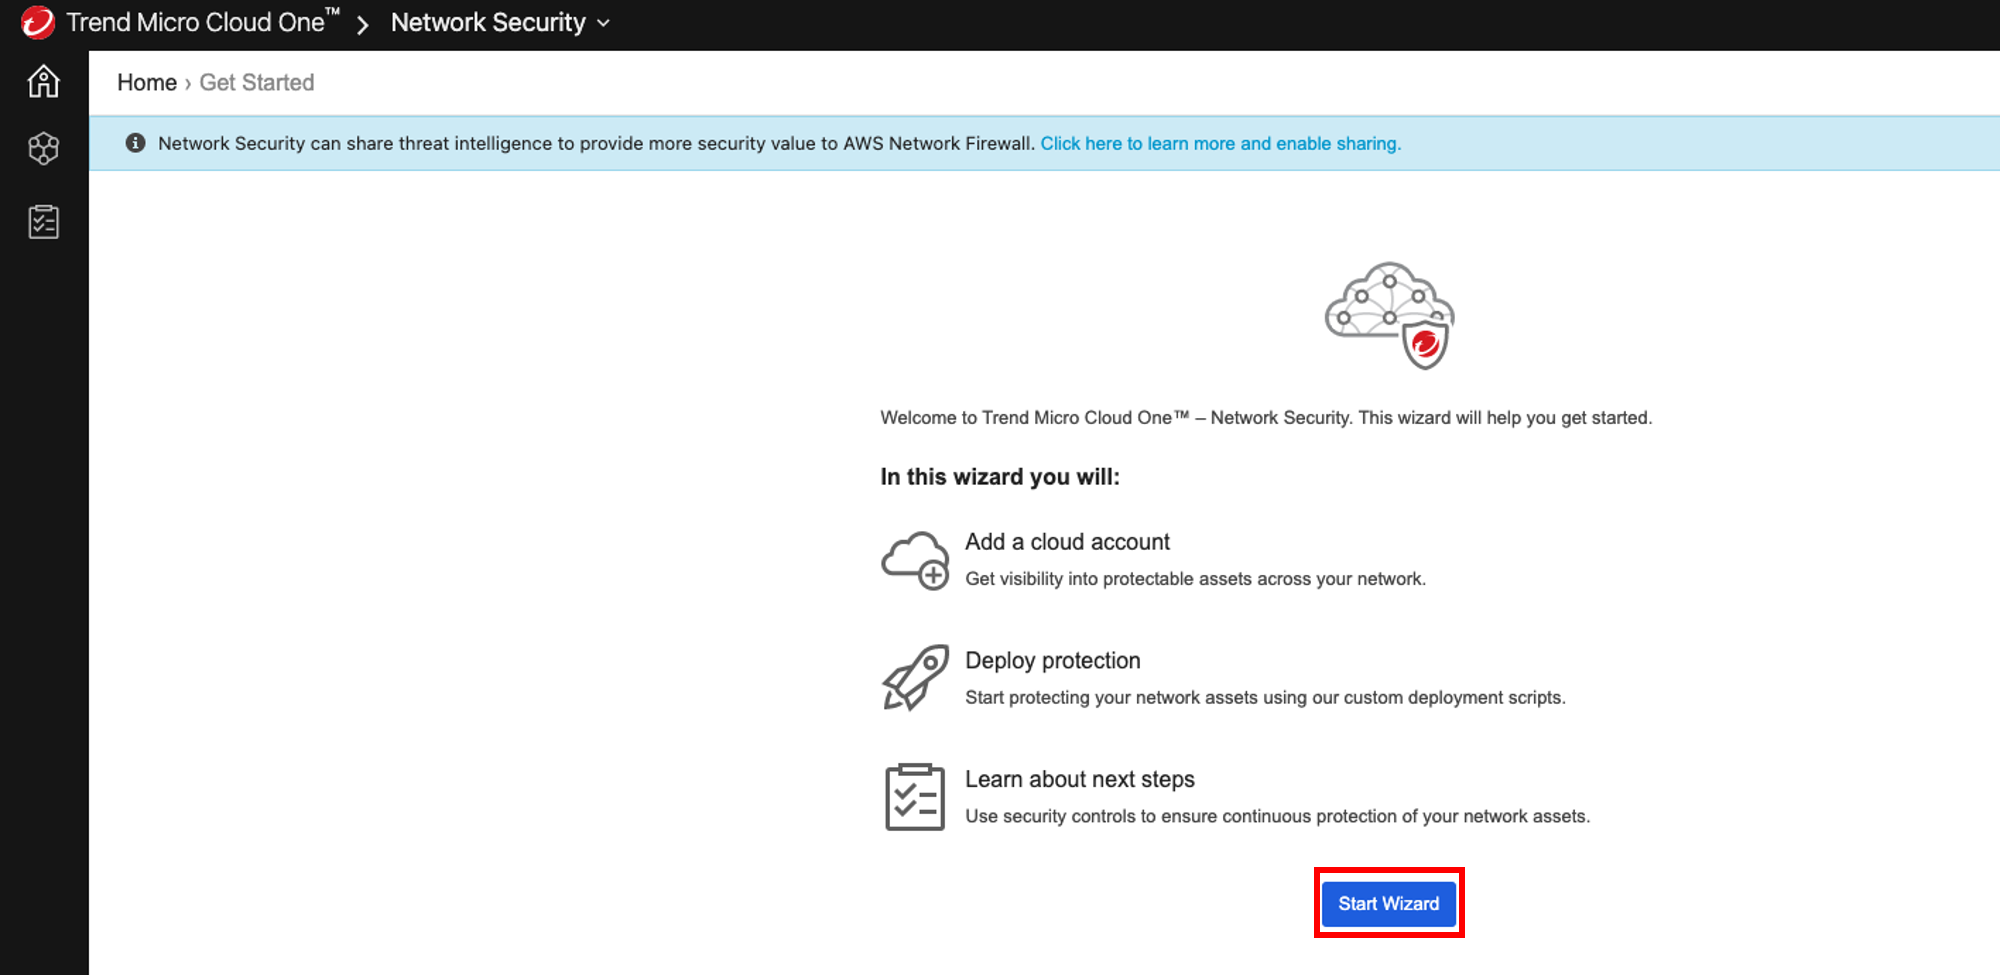 Trend Micro Cloud One™ > Network Security
Home › Get Started
Network Security can share threat intelligence to provide more security value to AWS Network Firewall. Click here to learn more and enable sharing.
Welcome to Trend Micro Cloud One™ – Network Security. This wizard will help you get started.
In this wizard you will:
Add a cloud account
Get visibility into protectable assets across your network.
Deploy protection
Start protecting your network assets using our custom deployment scripts.
Learn about next steps
Use security controls to ensure continuous protection of your network assets.
Start Wizard